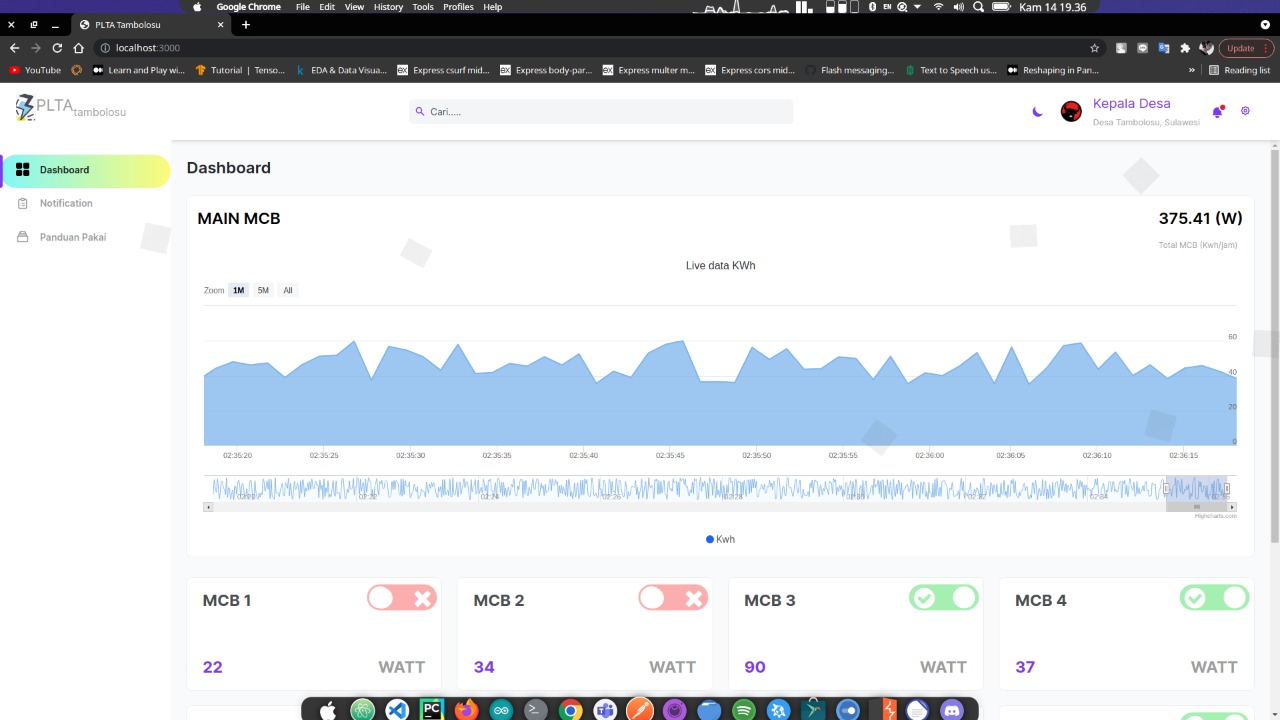 Google Chrome File Edit View History Tools Profiles Help EN Kam 14 19.36
PLTA Tambolosu
localhost:3000 Update
YouTube Learn and Play wi... Tutorial | Tenso... EDA & Data Visua... Express csurf mid... Express body-par... Express multer m... Express cors mid... Flash messaging... Text to Speech us... Reshaping in Pan... » Reading list
PLTA tambolosu
Cari.....
Kepala Desa
Desa Tambolosu, Sulawesi
Dashboard
Notification
Panduan Pakai
Dashboard
MAIN MCB 375.41 (W)
Total MCB (Kwh/jam)
Live data KWh
Zoom 1M 5M All
60
40
20
0
02:35:20 02:35:25 02:35:30 02:35:35 02:35:40 02:35:45 02:35:50 02:35:55 02:36:00 02:36:05 02:36:10 02:36:15
Highcharts.com
Kwh
MCB 1 MCB 2 MCB 3 MCB 4
22 WATT 34 WATT 90 WATT 37 WATT
PC